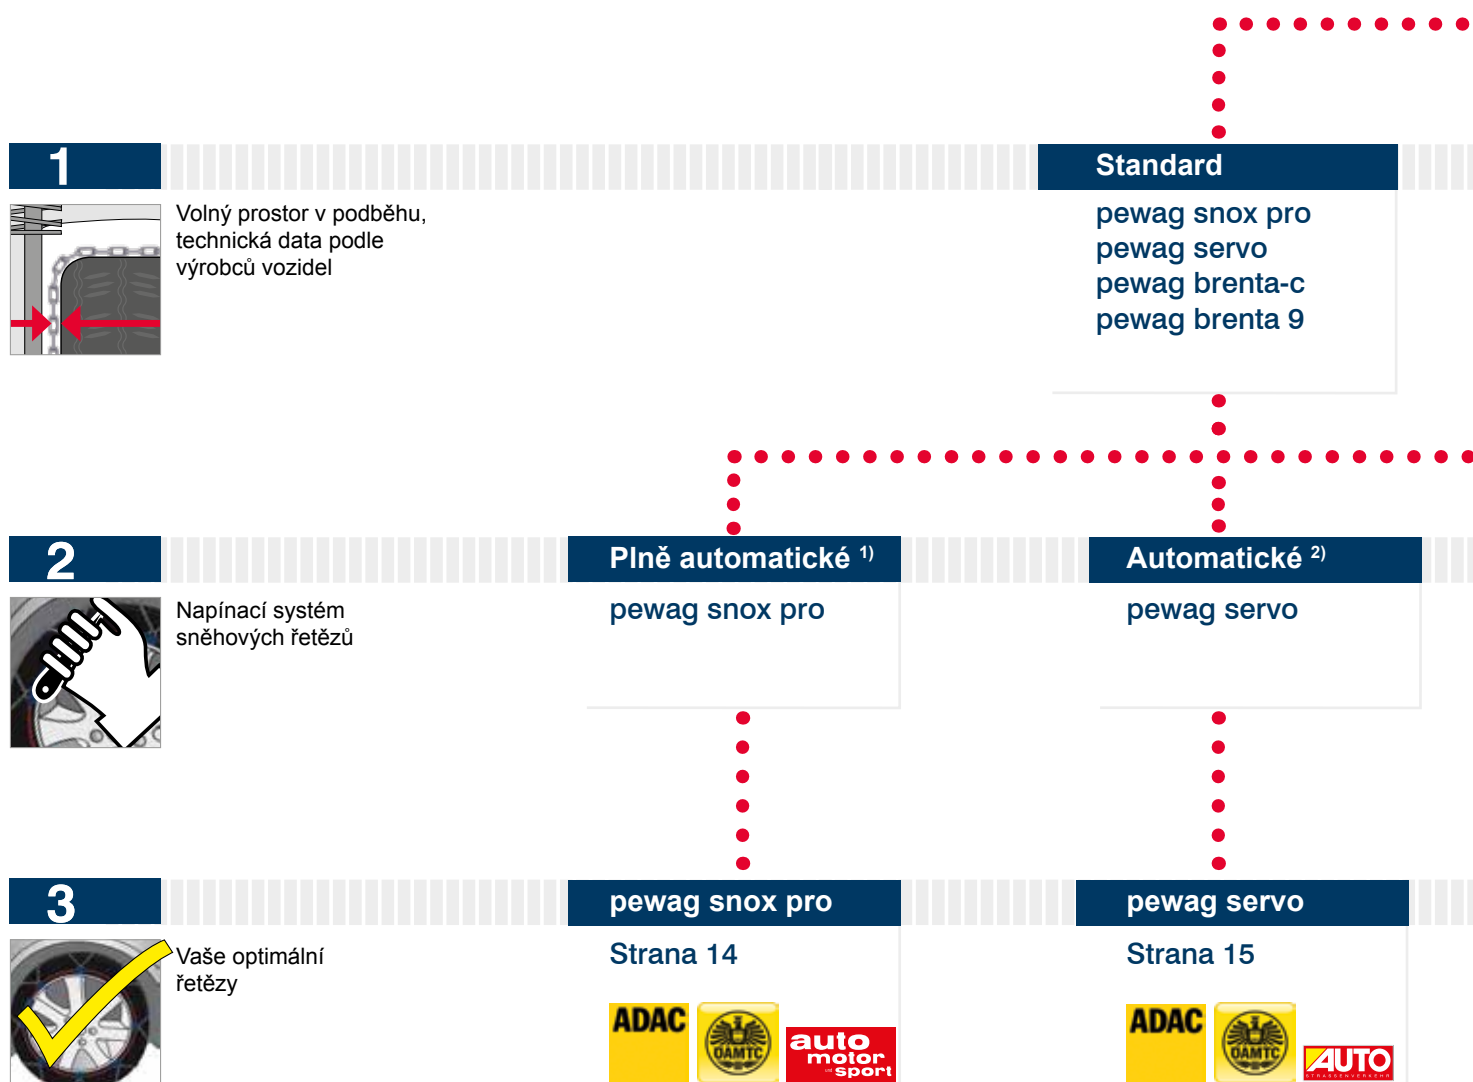 1
Standard
Volný prostor v podběhu,
technická data podle
výrobců vozidel
pewag snox pro
pewag servo
pewag brenta-c
pewag brenta 9
2
Plně automatické 1)
Automatické 2)
Napínací systém
sněhových řetězů
pewag snox pro
pewag servo
3
pewag snox pro
pewag servo
Vaše optimální
řetězy
Strana 14
Strana 15
ADAC
ÖAMTC
auto
motor
und sport
ADAC
ÖAMTC
AUTO
STRASSENVERKEHR